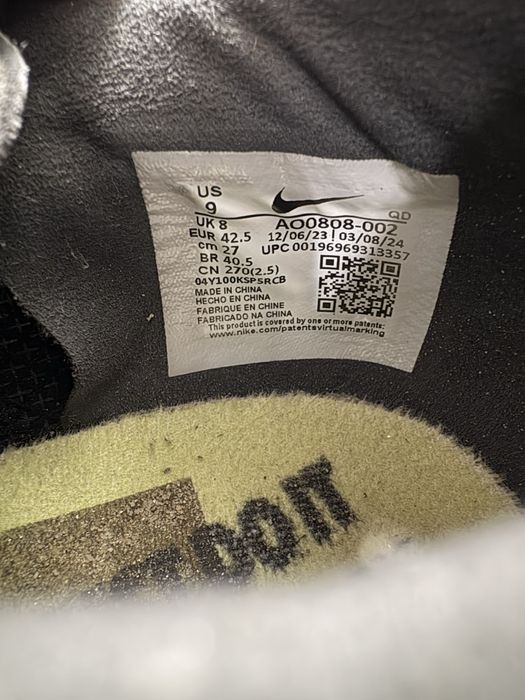 US
9
QD
UK 8 AO0808-002
EUR 42.5 12/06/23 | 03/08/24
cm 27 UPC 00196969313357
BR 40.5
CN 270(2.5)
04Y100KSPSRCB
MADE IN CHINA
HECHO EN CHINA
FABRIQUE EN CHINE
FABRICADO NA CHINA
This product is covered by one or more patents:
www.nike.com/patentsvirtualmarking
DO IT